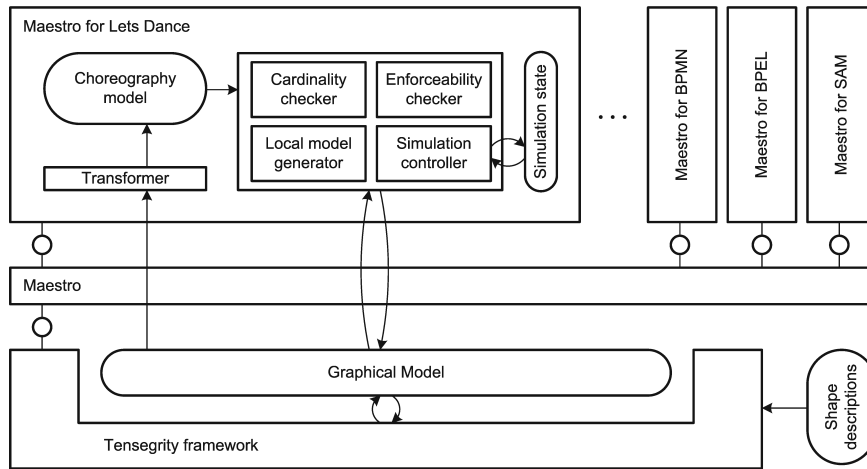 Maestro for Lets Dance
Choreography
model
Cardinality
checker
Enforceability
checker
Local model
generator
Simulation
controller
Simulation state
Transformer
. . .
Maestro for BPMN
Maestro for BPEL
Maestro for SAM
Maestro
Graphical Model
Tensegrity framework
Shape
descriptions